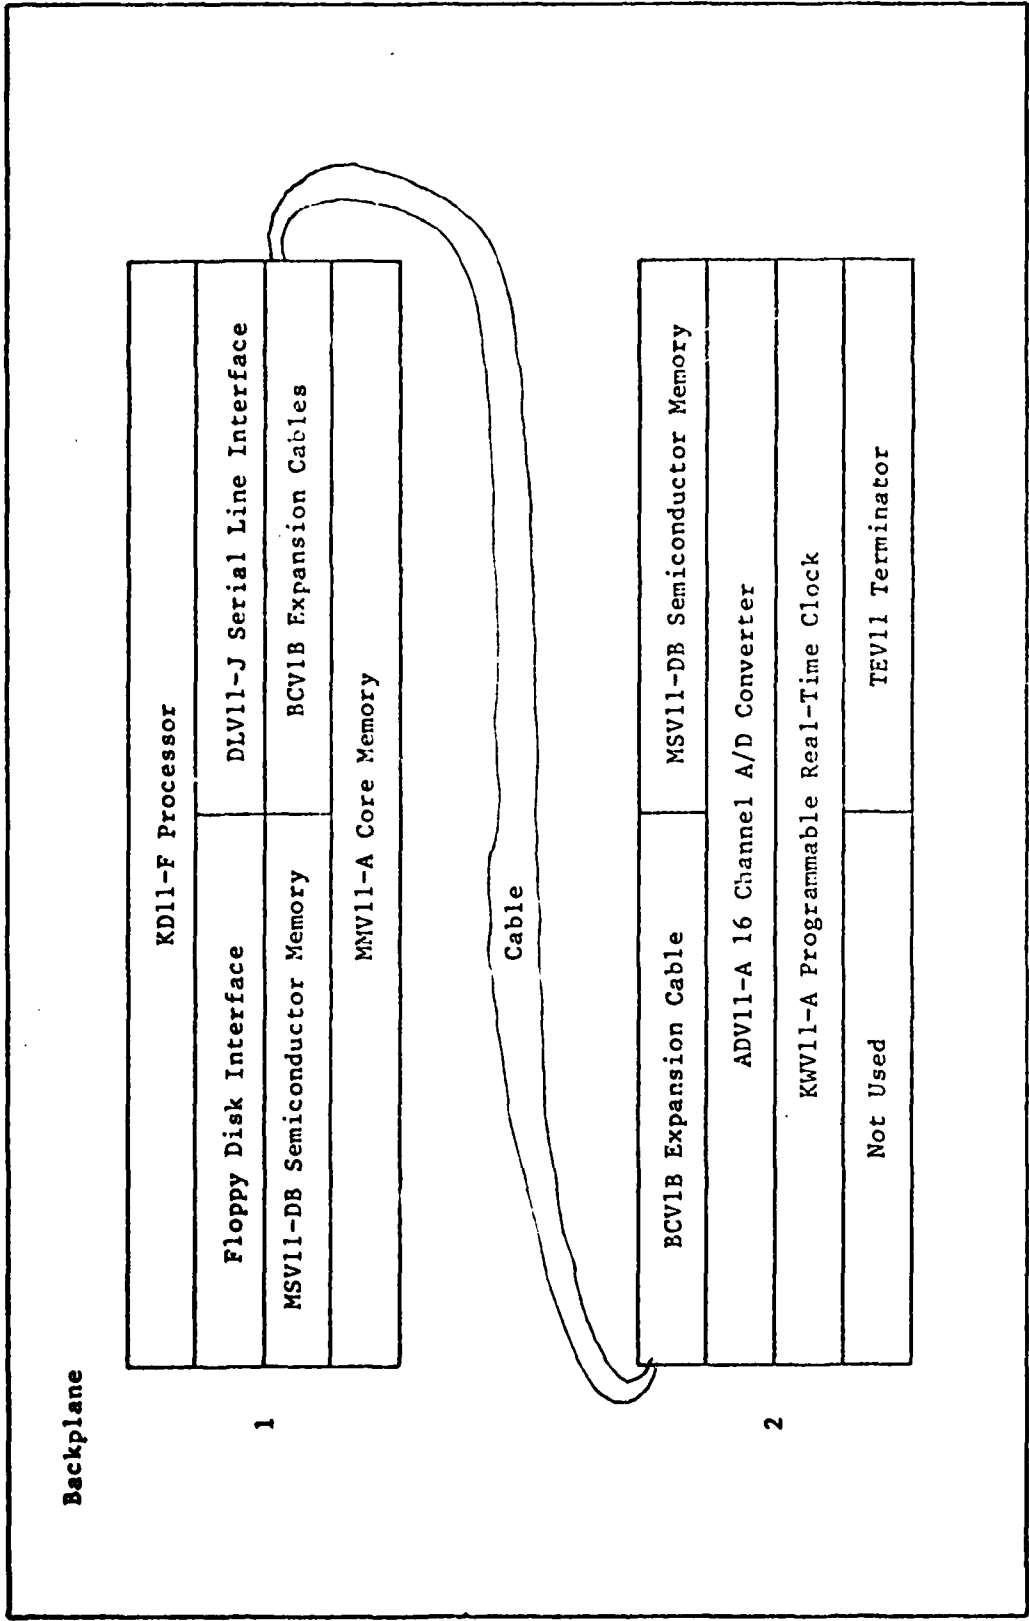 Backplane
KD11-F Processor
Floppy Disk Interface
DLV11-J Serial Line Interface
1
MSV11-DB Semiconductor Memory
BCV1B Expansion Cables
MMV11-A Core Memory
Cable
BCV1B Expansion Cable
MSV11-DB Semiconductor Memory
ADV11-A 16 Channel A/D Converter
2
KWV11-A Programmable Real-Time Clock
Not Used
TEV11 Terminator